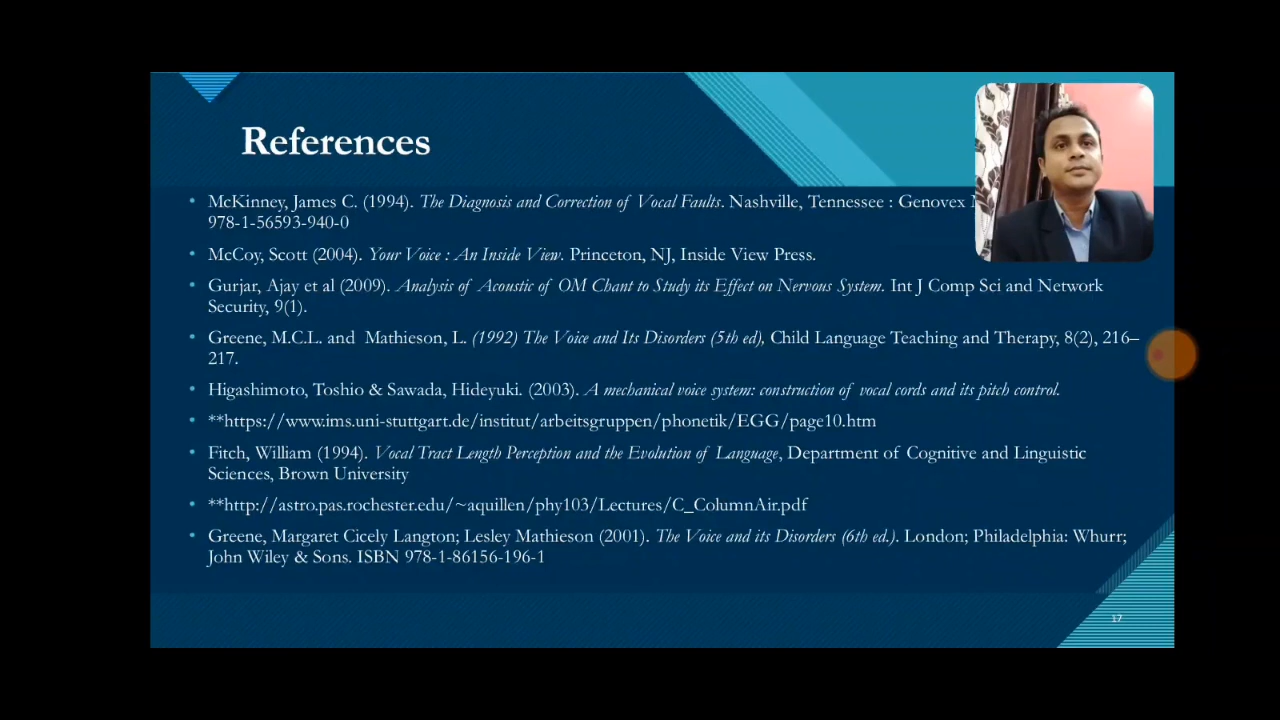 References
• McKinney, James C. (1994). The Diagnosis and Correction of Vocal Faults. Nashville, Tennessee : Genovex
978-1-56593-940-0
• McCoy, Scott (2004). Your Voice : An Inside View. Princeton, NJ, Inside View Press.
• Gurjar, Ajay et al (2009). Analysis of Acoustic of OM Chant to Study its Effect on Nervous System. Int J Comp Sci and Network
Security, 9(1).
• Greene, M.C.L. and Mathieson, L. (1992) The Voice and Its Disorders (5th ed), Child Language Teaching and Therapy, 8(2), 216–
217.
• Higashimoto, Toshio & Sawada, Hideyuki. (2003). A mechanical voice system: construction of vocal cords and its pitch control.
• **https://www.ims.uni-stuttgart.de/institut/arbeitsgruppen/phonetik/EGG/page10.htm
• Fitch, William (1994). Vocal Tract Length Perception and the Evolution of Language, Department of Cognitive and Linguistic
Sciences, Brown University
• **http://astro.pas.rochester.edu/~aquillen/phy103/Lectures/C_ColumnAir.pdf
• Greene, Margaret Cicely Langton; Lesley Mathieson (2001). The Voice and its Disorders (6th ed.). London; Philadelphia: Whurr;
John Wiley & Sons. ISBN 978-1-86156-196-1
17